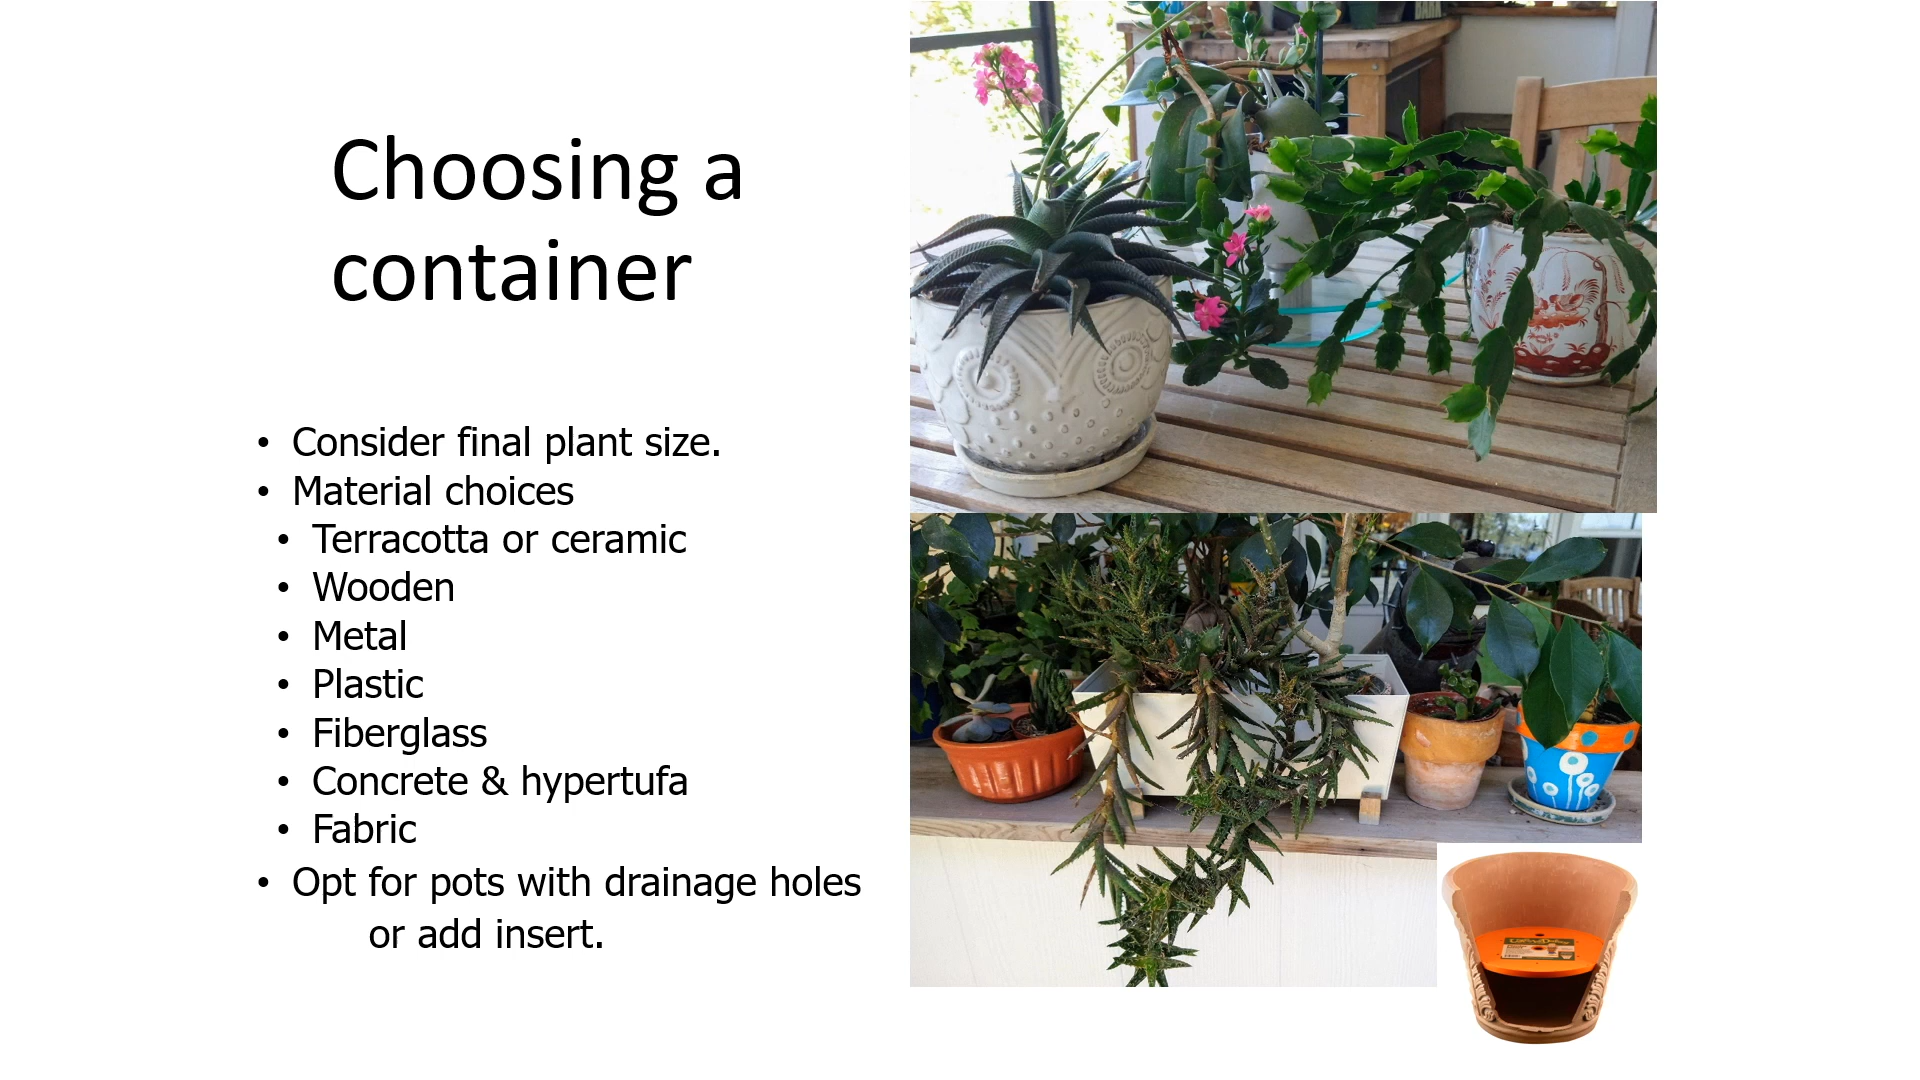 Choosing a
container
• Consider final plant size.
• Material choices
• Terracotta or ceramic
• Wooden
• Metal
• Plastic
• Fiberglass
• Concrete & hypertufa
• Fabric
• Opt for pots with drainage holes
or add insert.